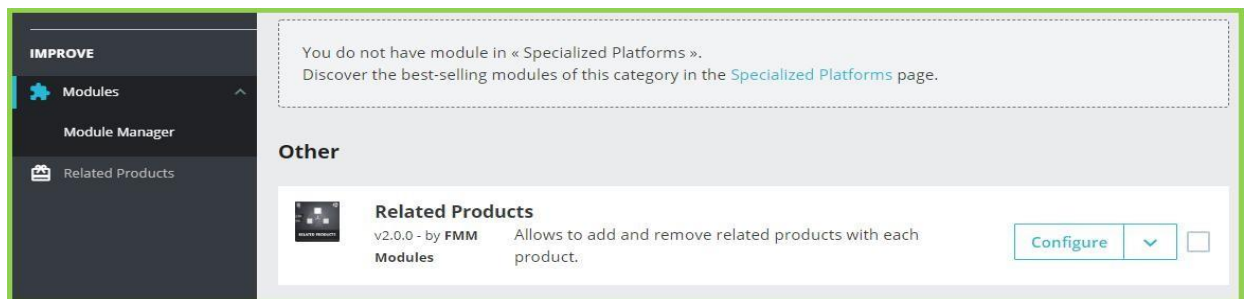 IMPROVE
Modules
Module Manager
Related Products
You do not have module in « Specialized Platforms ».
Discover the best-selling modules of this category in the Specialized Platforms page.
Other
Related Products
v2.0.0 - by FMM
Modules
Allows to add and remove related products with each
product.
Configure
RELATED PRODUCTS